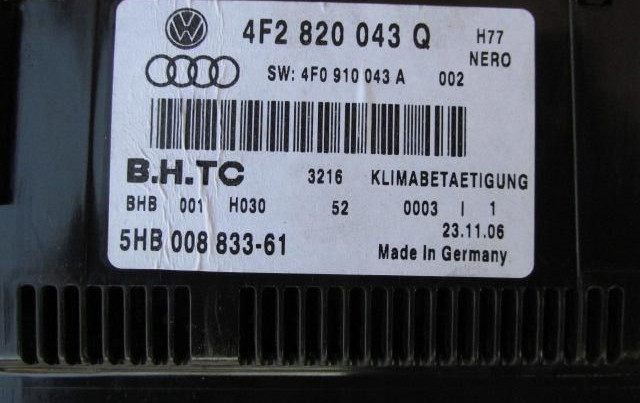 4F2 820 043 Q H77
NERO
SW: 4F0 910 043 A 002
B.H.TC 3216 KLIMABETAETIGUNG
BHB 001 H030 52 0003 I 1
23.11.06
5HB 008 833-61 Made in Germany